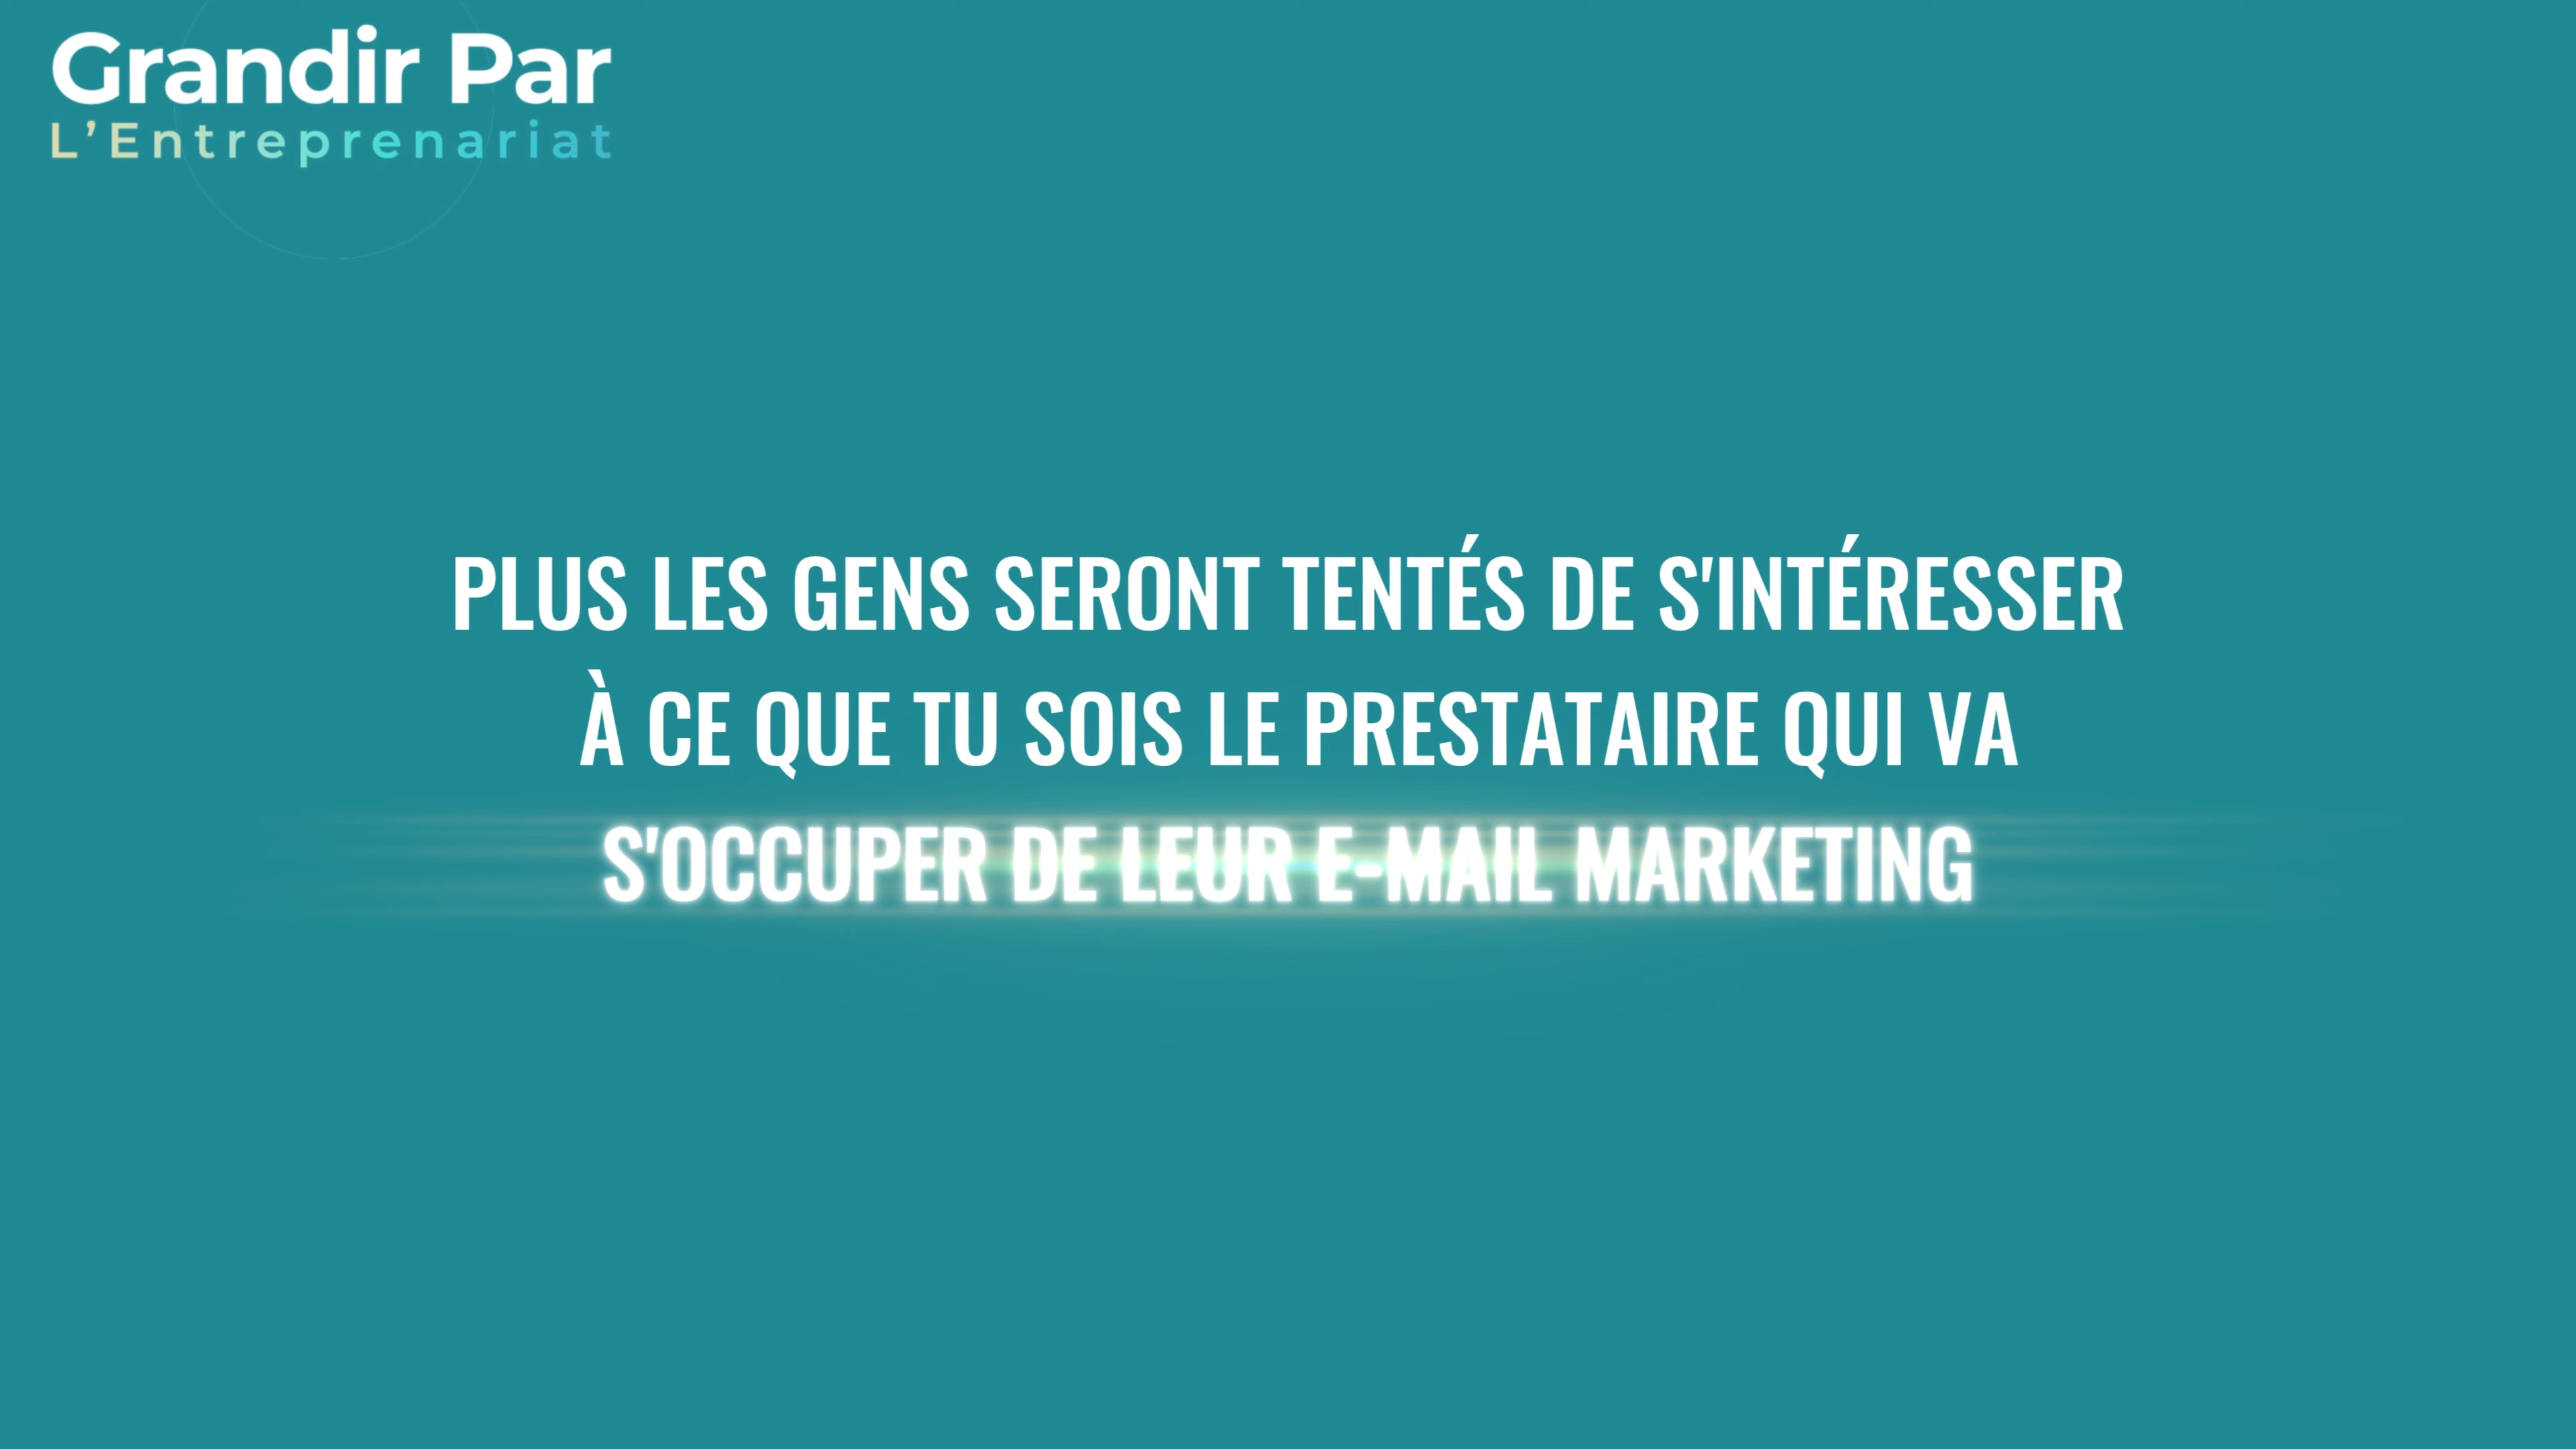 Grandir Par
L’Entreprenariat
PLUS LES GENS SERONT TENTÉS DE S'INTÉRESSER
À CE QUE TU SOIS LE PRESTATAIRE QUI VA
S'OCCUPER DE LEUR E-MAIL MARKETING